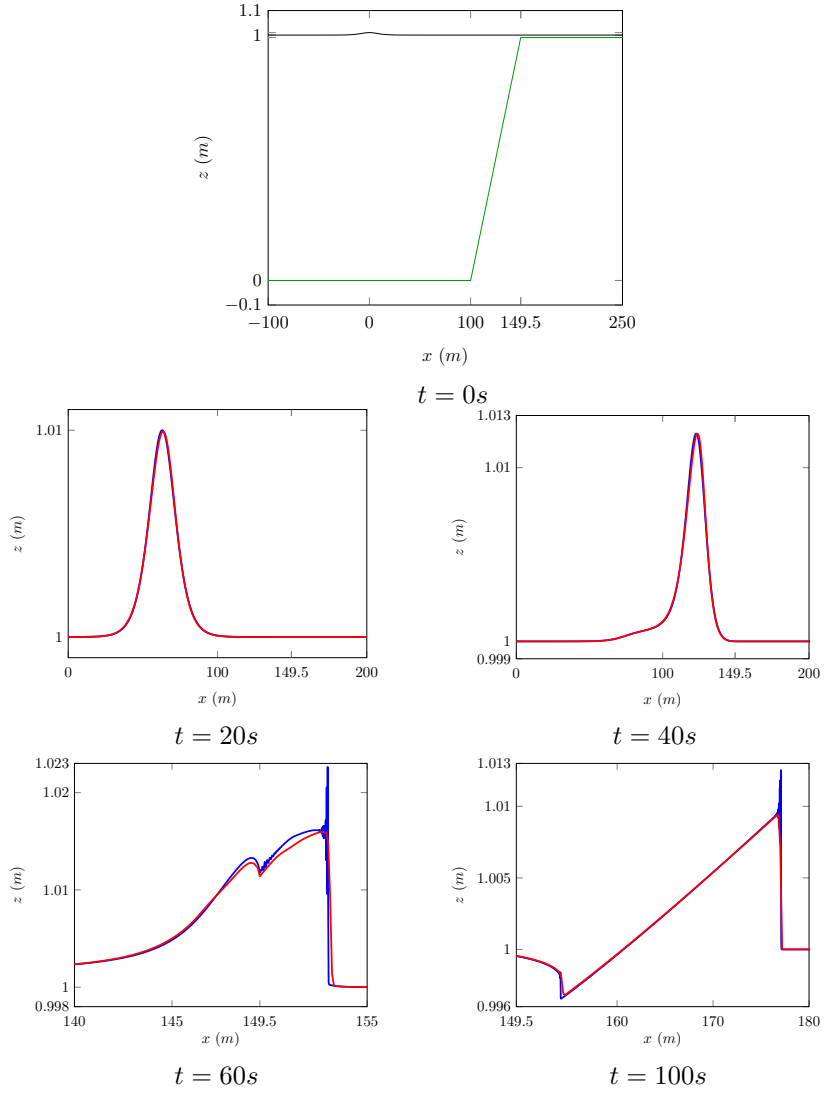 1.1
1
z (m)
0
−0.1
−100 0 100 149.5 250
x (m)
t = 0s
1.01
z (m)
1
0 100 149.5 200
x (m)
t = 20s
1.013
1.01
z (m)
1
0.999
0 100 149.5 200
x (m)
t = 40s
1.023
1.02
z (m)
1.01
1
0.998
140 145 149.5 155
x (m)
t = 60s
1.013
1.01
z (m)
1.005
1
0.996
149.5 160 170 180
x (m)
t = 100s